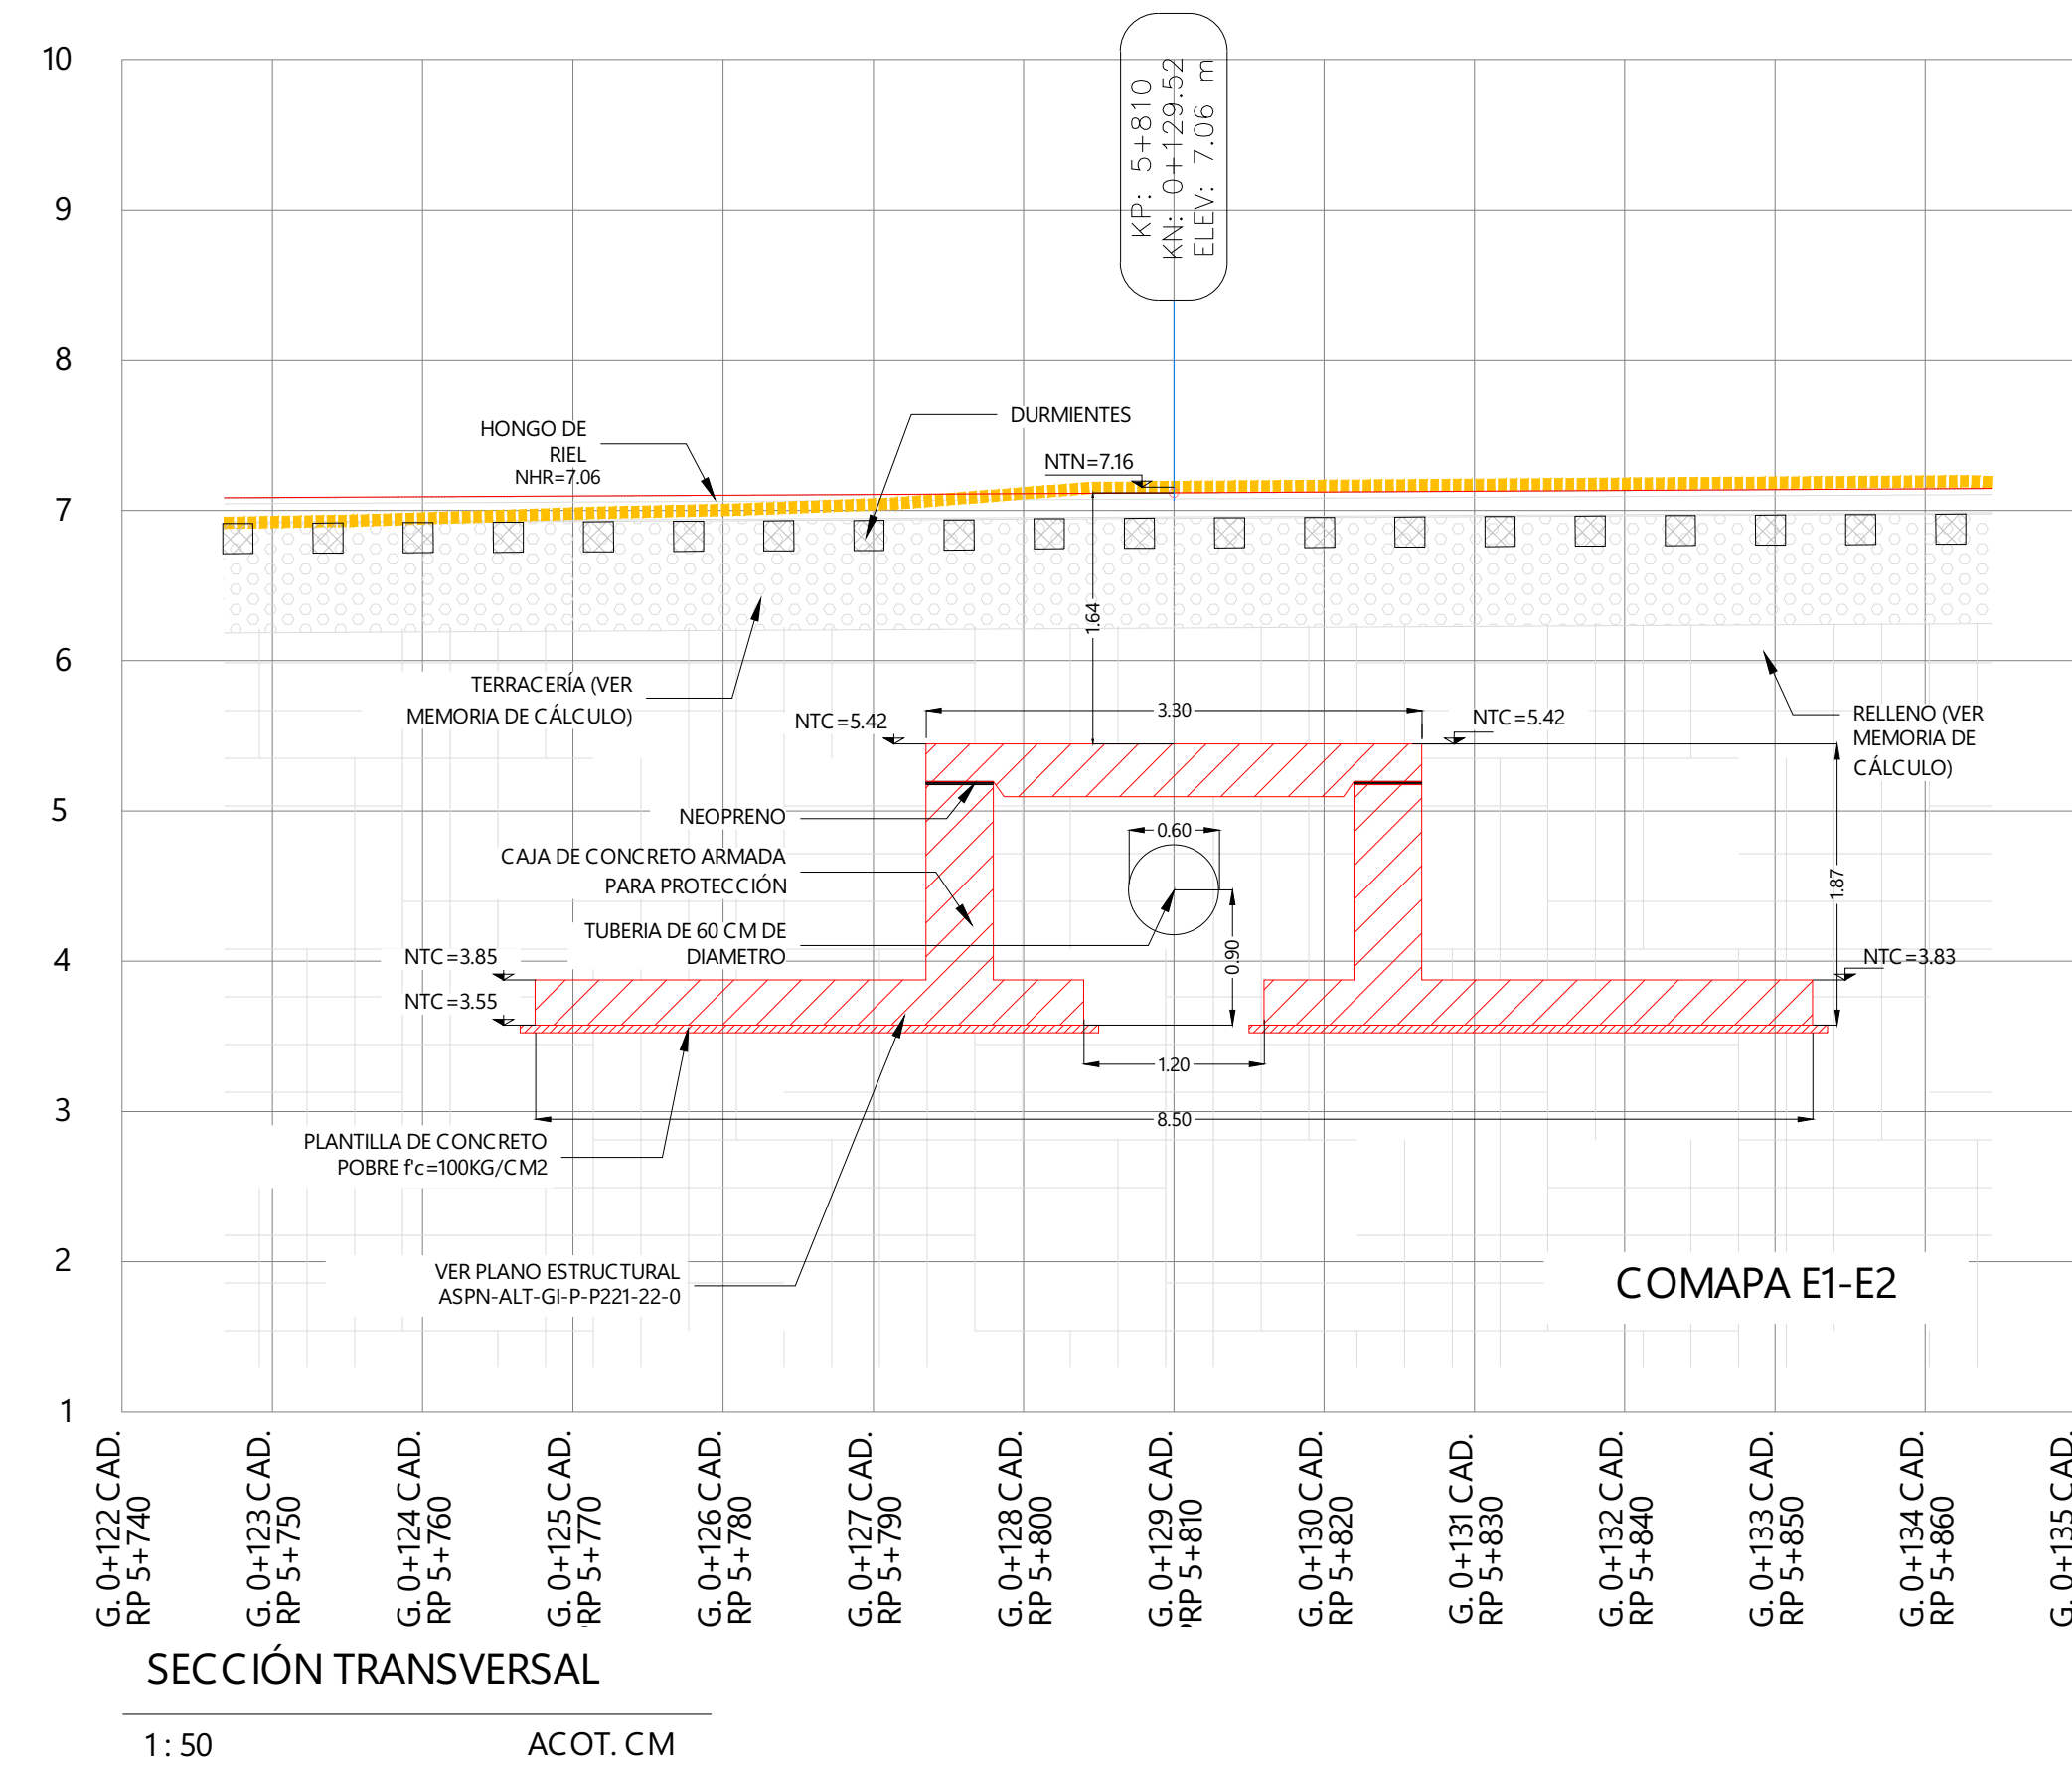 10
9
8
7
6
5
4
3
2
1
KP: 5+810
KN: 0+129.52
ELEV: 7.06 m
HONGO DE
RIEL
NHR=7.06
DURMIENTES
NTN=7.16
1.64
TERRACERÍA (VER
MEMORIA DE CÁLCULO)
NTC=5.42
3.30
NTC=5.42
RELLENO (VER
MEMORIA DE
CÁLCULO)
NEOPRENO
0.60
CAJA DE CONCRETO ARMADA
PARA PROTECCIÓN
1.87
TUBERIA DE 60 CM DE
DIAMETRO
0.90
NTC=3.85
NTC=3.83
NTC=3.55
1.20
8.50
PLANTILLA DE CONCRETO
POBRE f'c=100KG/CM2
VER PLANO ESTRUCTURAL
ASPN-ALT-GI-P-P221-22-0
COMAPA E1-E2
G. 0+122 CAD.
RP 5+740
G. 0+123 CAD.
RP 5+750
G. 0+124 CAD.
RP 5+760
G. 0+125 CAD.
RP 5+770
G. 0+126 CAD.
RP 5+780
G. 0+127 CAD.
RP 5+790
G. 0+128 CAD.
RP 5+800
G. 0+129 CAD.
PRP 5+810
G. 0+130 CAD.
RP 5+820
G. 0+131 CAD.
RP 5+830
G. 0+132 CAD.
RP 5+840
G. 0+133 CAD.
RP 5+850
G. 0+134 CAD.
RP 5+860
G. 0+135 CAD.
SECCIÓN TRANSVERSAL
1 : 50
ACOT. CM